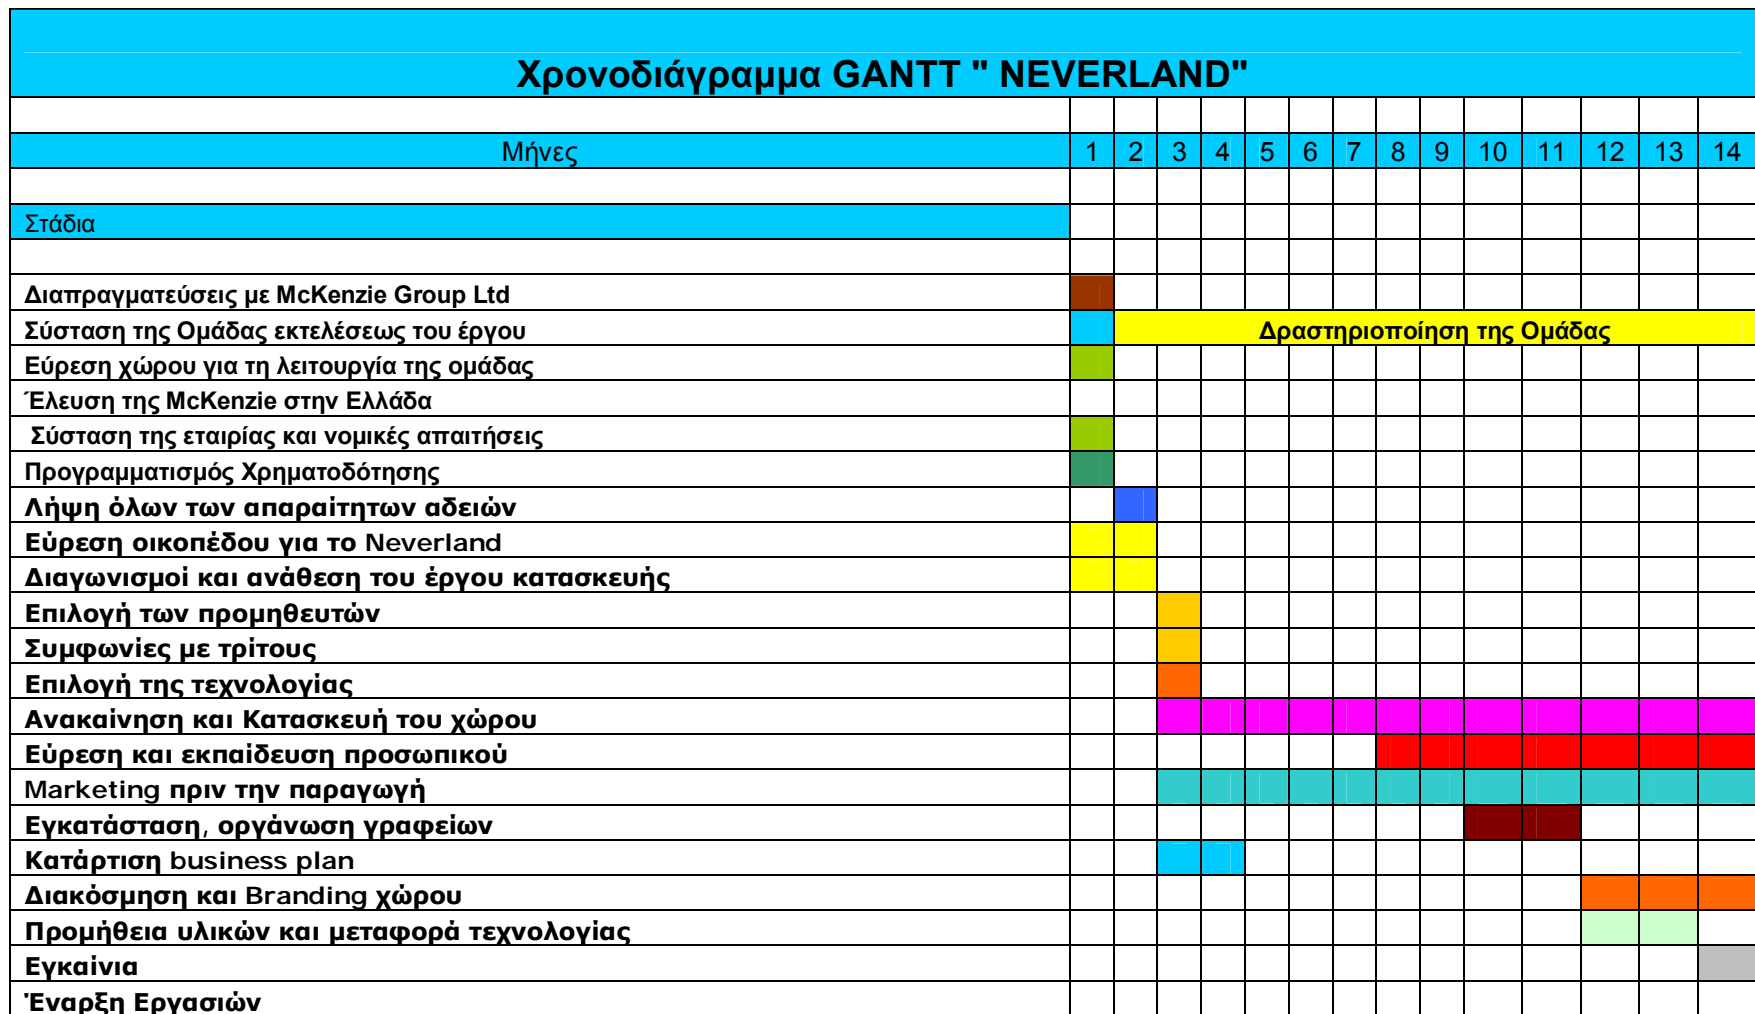 Χρονοδιάγραμμα GANTT " NEVERLAND"
Μήνες 1 2 3 4 5 6 7 8 9 10 11 12 13 14
Στάδια
Διαπραγματεύσεις με McKenzie Group Ltd
Σύσταση της Ομάδας εκτελέσεως του έργου Δραστηριοποίηση της Ομάδας
Εύρεση χώρου για τη λειτουργία της ομάδας
Έλευση της McKenzie στην Ελλάδα
Σύσταση της εταιρίας και νομικές απαιτήσεις
Προγραμματισμός Χρηματοδότησης
Λήψη όλων των απαραίτητων αδειών
Εύρεση οικοπέδου για το Neverland
Διαγωνισμοί και ανάθεση του έργου κατασκευής
Επιλογή των προμηθευτών
Συμφωνίες με τρίτους
Επιλογή της τεχνολογίας
Ανακαίνηση και Κατασκευή του χώρου
Εύρεση και εκπαίδευση προσωπικού
Marketing πριν την παραγωγή
Εγκατάσταση, οργάνωση γραφείων
Κατάρτιση business plan
Διακόσμηση και Branding χώρου
Προμήθεια υλικών και μεταφορά τεχνολογίας
Εγκαίνια
Έναρξη Εργασιών